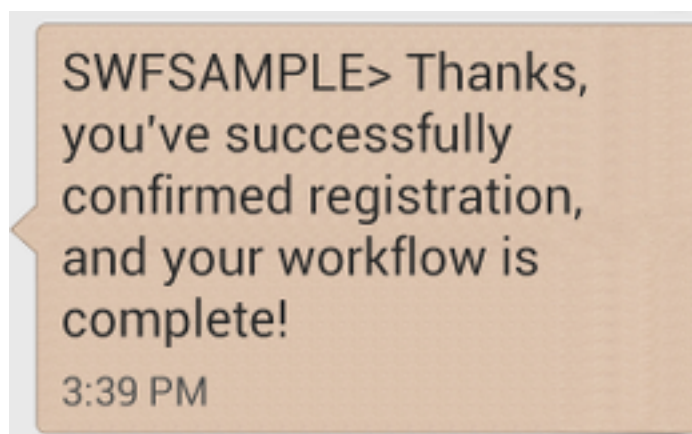 SWFSAMPLE> Thanks,
you've successfully
confirmed registration,
and your workflow is
complete!
3:39 PM